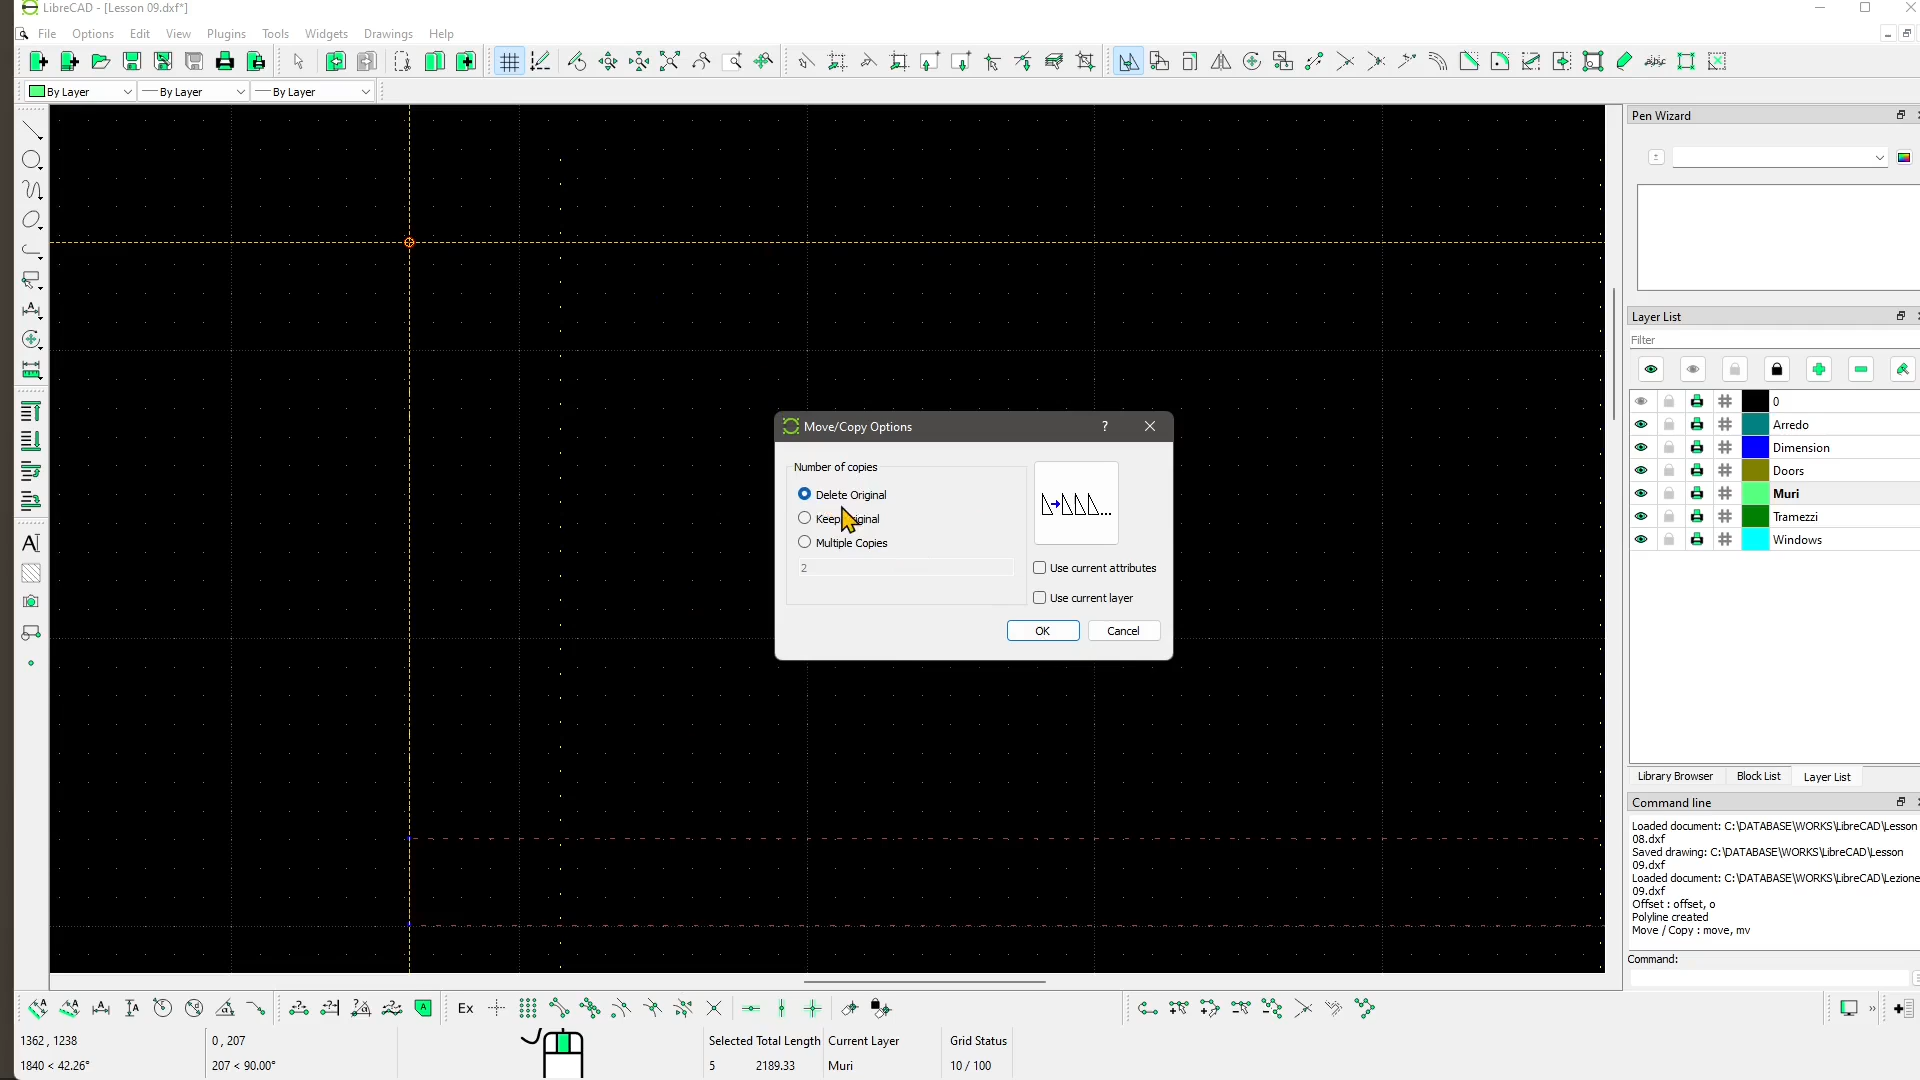 LibreCAD - [Lesson 09.dxf*]
File Options Edit View Plugins Tools Widgets Drawings Help
By Layer By Layer By Layer
Pen Wizard
Layer List
Filter
0
Arredo
Dimension
Doors
Muri
Tramezzi
Windows
Move/Copy Options ?
Number of copies
Delete Original
Multiple Copies
2
Use current attributes
Use current layer
OK Cancel
Library Browser Block List Layer List
Command line
Loaded document: C:\DATABASE\WORKS\LibreCAD\Lesson
08.dxf
Saved drawing: C:\DATABASE\WORKS\LibreCAD\Lesson
09.dxf
Loaded document: C:\DATABASE\WORKS\LibreCAD\Lezione
09.dxf
Offset : offset, o
Polyline created
Move / Copy : move, mv
Command:
Ex
1362 , 1238 0 , 207 Selected Total Length Current Layer Grid Status
1840 < 42.26° 207 < 90.00° 5 2189.33 Muri 10 / 100